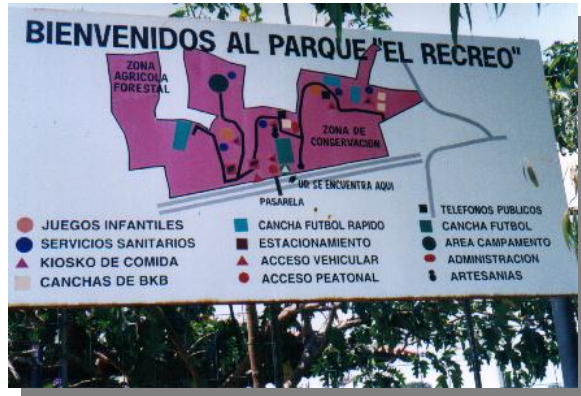 BIENVENIDOS AL PARQUE "EL RECREO"
ZONA
AGRICOLA
FORESTAL
ZONA DE
CONSERVACION
UD. SE ENCUENTRA AQUI
PASARELA
JUEGOS INFANTILES
SERVICIOS SANITARIOS
KIOSKO DE COMIDA
CANCHAS DE BKB
CANCHA FUTBOL RAPIDO
ESTACIONAMIENTO
ACCESO VEHICULAR
ACCESO PEATONAL
TELEFONOS PUBLICOS
CANCHA FUTBOL
AREA CAMPAMENTO
ADMINISTRACION
ARTESANIAS